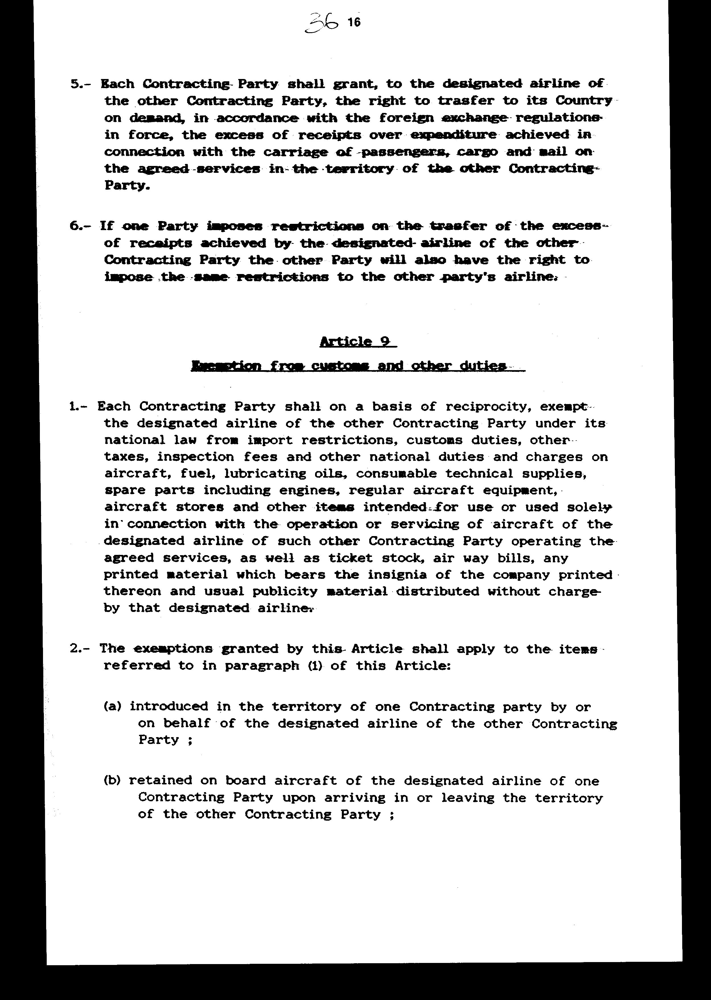 36 16
5.- Each Contracting Party shall grant, to the designated airline of
the other Contracting Party, the right to trasfer to its Country
on demand, in accordance with the foreign exchange regulations
in force, the excess of receipts over expenditure achieved in
connection with the carriage of passengers, cargo and mail on
the agreed services in the territory of the other Contracting
Party.
6.- If one Party imposes restrictions on the trasfer of the excess
of receipts achieved by the designated airline of the other
Contracting Party the other Party will also have the right to
impose the same restrictions to the other party's airline.
Article 9
Exemption from customs and other duties
1.- Each Contracting Party shall on a basis of reciprocity, exempt
the designated airline of the other Contracting Party under its
national law from import restrictions, customs duties, other
taxes, inspection fees and other national duties and charges on
aircraft, fuel, lubricating oils, consumable technical supplies,
spare parts including engines, regular aircraft equipment,
aircraft stores and other items intended for use or used solely
in connection with the operation or servicing of aircraft of the
designated airline of such other Contracting Party operating the
agreed services, as well as ticket stock, air way bills, any
printed material which bears the insignia of the company printed
thereon and usual publicity material distributed without charge
by that designated airline.
2.- The exemptions granted by this Article shall apply to the items
referred to in paragraph (1) of this Article:
(a) introduced in the territory of one Contracting party by or
on behalf of the designated airline of the other Contracting
Party ;
(b) retained on board aircraft of the designated airline of one
Contracting Party upon arriving in or leaving the territory
of the other Contracting Party ;